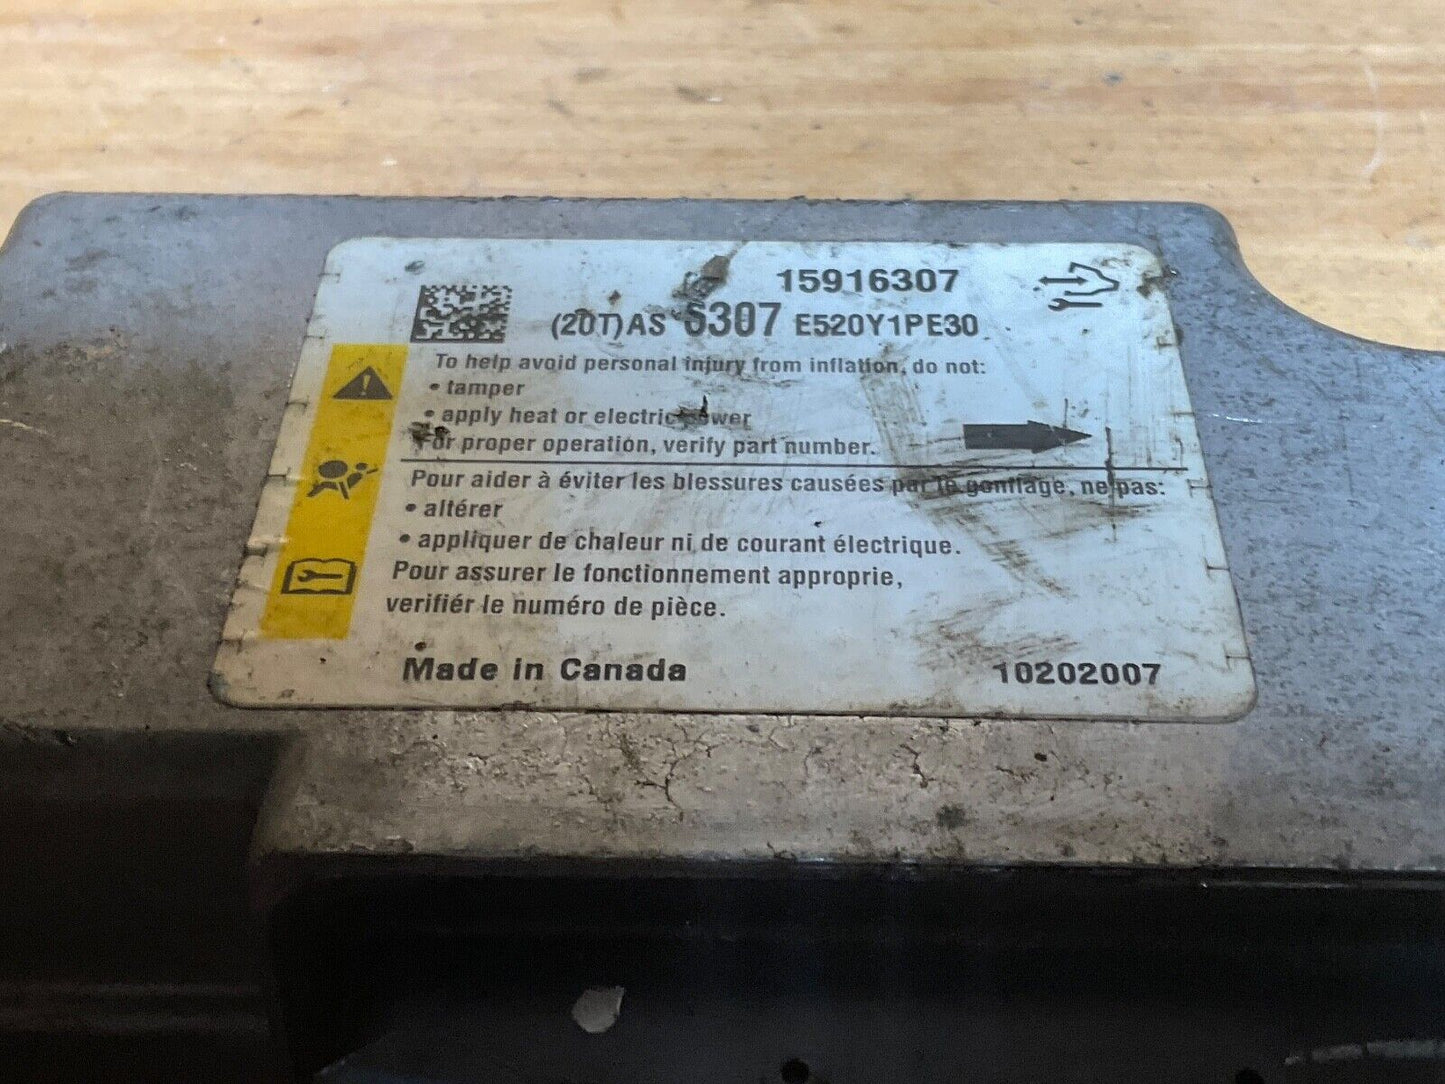 15916307
(20T)AS 6307 E520Y1PE30
To help avoid personal injury from inflation, do not:
• tamper
• apply heat or electric power
For proper operation, verify part number.
Pour aider à éviter les blessures causées par le gonflage, ne pas:
• altérer
• appliquer de chaleur ni de courant électrique.
Pour assurer le fonctionnement approprie,
verifiér le numéro de pièce.
Made in Canada
10202007